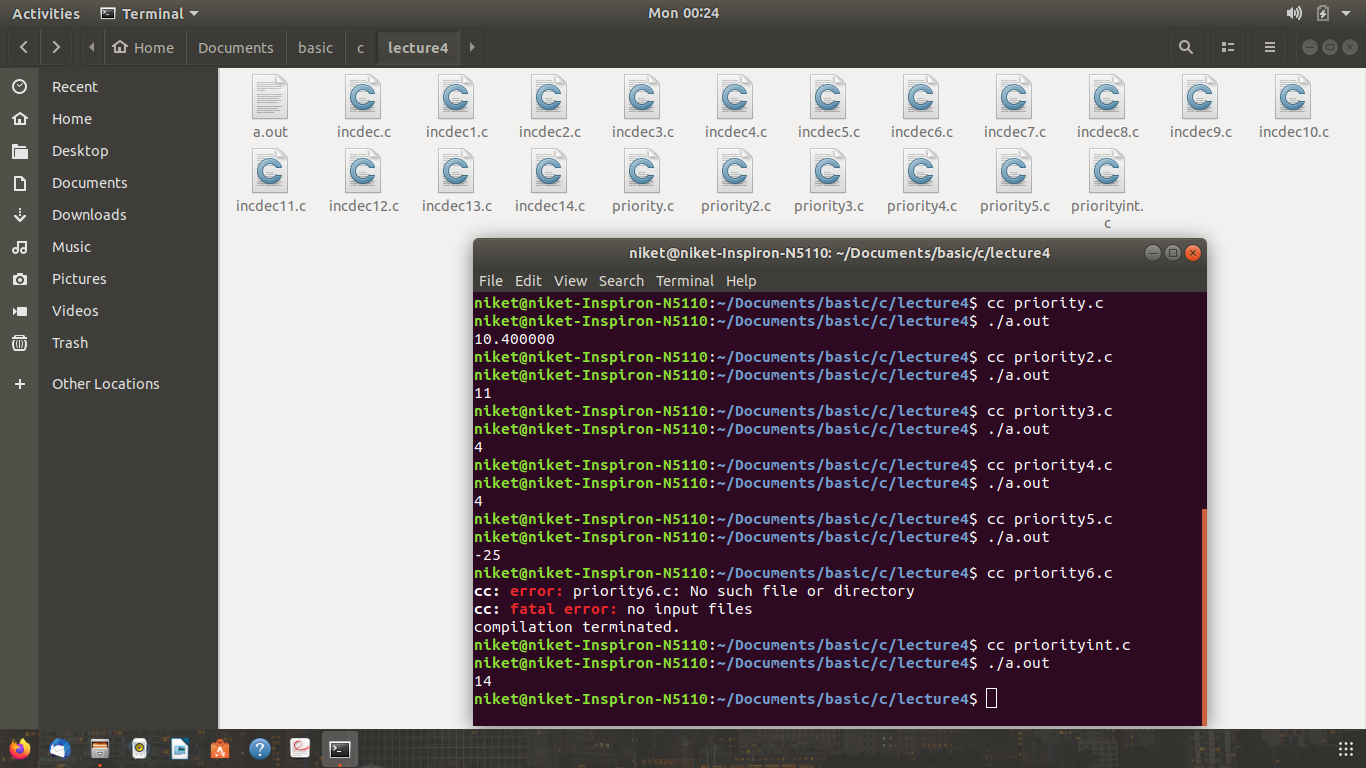 Activities Terminal Mon 00:24
Home Documents basic c lecture4
Recent
Home
Desktop
Documents
Downloads
Music
Pictures
Videos
Trash
Other Locations
a.out incdec.c incdec1.c incdec2.c incdec3.c incdec4.c incdec5.c incdec6.c incdec7.c incdec8.c incdec9.c incdec10.c
incdec11.c incdec12.c incdec13.c incdec14.c priority.c priority2.c priority3.c priority4.c priority5.c priorityint.
c
niket@niket-Inspiron-N5110: ~/Documents/basic/c/lecture4
File Edit View Search Terminal Help
niket@niket-Inspiron-N5110:~/Documents/basic/c/lecture4$ cc priority.c
niket@niket-Inspiron-N5110:~/Documents/basic/c/lecture4$ ./a.out
10.400000
niket@niket-Inspiron-N5110:~/Documents/basic/c/lecture4$ cc priority2.c
niket@niket-Inspiron-N5110:~/Documents/basic/c/lecture4$ ./a.out
11
niket@niket-Inspiron-N5110:~/Documents/basic/c/lecture4$ cc priority3.c
niket@niket-Inspiron-N5110:~/Documents/basic/c/lecture4$ ./a.out
4
niket@niket-Inspiron-N5110:~/Documents/basic/c/lecture4$ cc priority4.c
niket@niket-Inspiron-N5110:~/Documents/basic/c/lecture4$ ./a.out
4
niket@niket-Inspiron-N5110:~/Documents/basic/c/lecture4$ cc priority5.c
niket@niket-Inspiron-N5110:~/Documents/basic/c/lecture4$ ./a.out
-25
niket@niket-Inspiron-N5110:~/Documents/basic/c/lecture4$ cc priority6.c
cc: error: priority6.c: No such file or directory
cc: fatal error: no input files
compilation terminated.
niket@niket-Inspiron-N5110:~/Documents/basic/c/lecture4$ cc priorityint.c
niket@niket-Inspiron-N5110:~/Documents/basic/c/lecture4$ ./a.out
14
niket@niket-Inspiron-N5110:~/Documents/basic/c/lecture4$